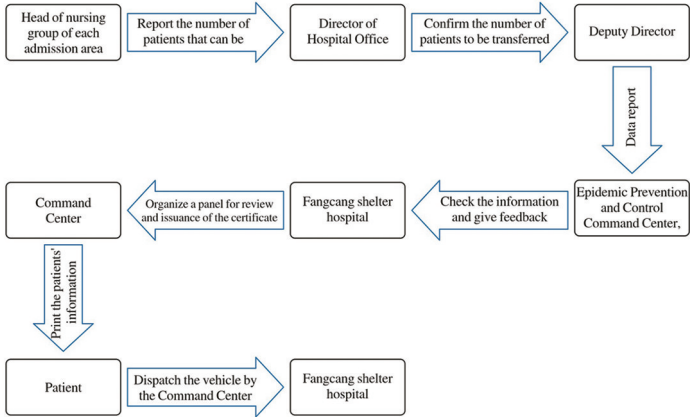 Head of nursing
group of each
admission area
Report the number of
patients that can be
Director of
Hospital Office
Confirm the number of
patients to be transferred
Deputy Director
Data report
Epidemic Prevention
and Control
Command Center,
Check the information
and give feedback
Fangcang shelter
hospital
Organize a panel for review
and issuance of the certificate
Command
Center
Print the patients'
information
Patient
Dispatch the vehicle by
the Command Center
Fangcang shelter
hospital